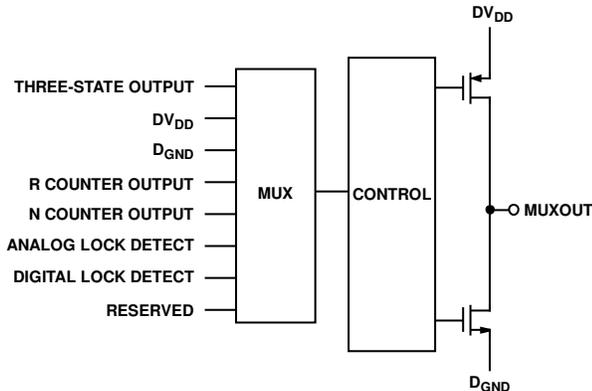 DVDD
THREE-STATE OUTPUT
DVDD
DGND
R COUNTER OUTPUT
N COUNTER OUTPUT
ANALOG LOCK DETECT
DIGITAL LOCK DETECT
RESERVED
MUX
CONTROL
MUXOUT
DGND